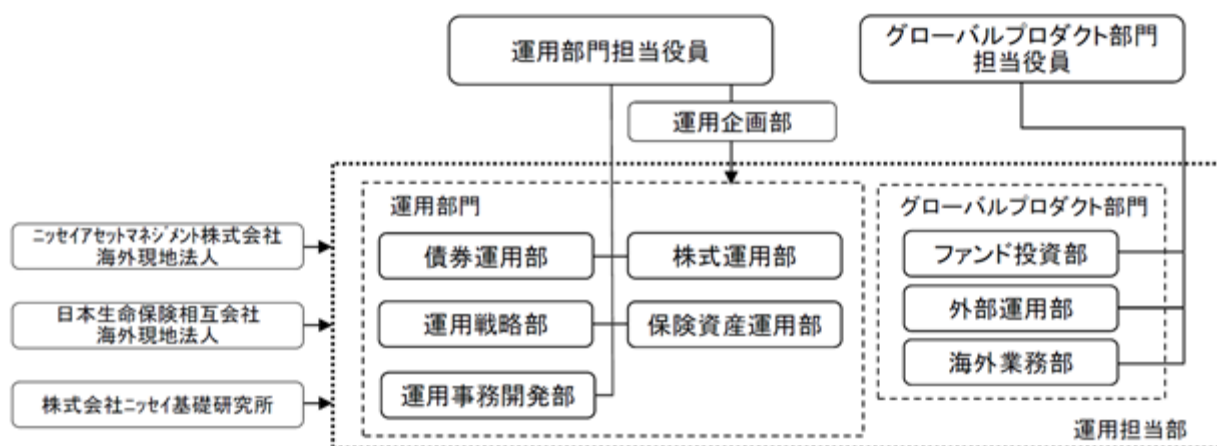 運用部門担当役員
グローバルプロダクト部門
担当役員
運用企画部
運用部門
グローバルプロダクト部門
ニッセイアセットマネジメント株式会社
海外現地法人
債券運用部
株式運用部
ファンド投資部
日本生命保険相互会社
海外現地法人
運用戦略部
保険資産運用部
外部運用部
海外業務部
株式会社ニッセイ基礎研究所
運用事務開発部
運用担当部